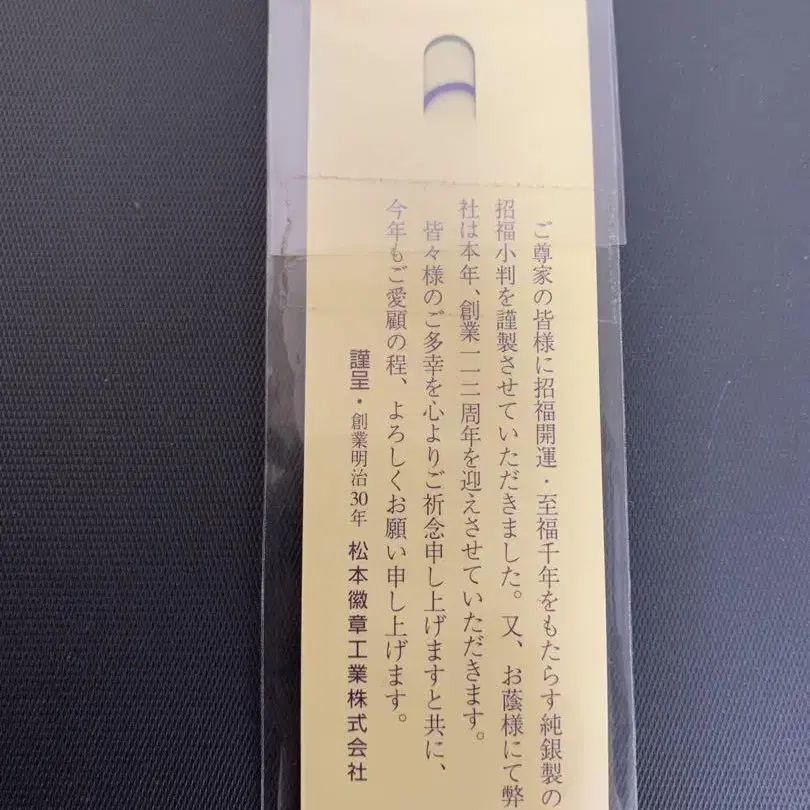 ご尊家の皆様に招福開運・至福千年をもたらす純銀製の
招福小判を謹製させていただきました。又、お蔭様にて弊
社は本年、創業一一二周年を迎えさせていただきます。
皆々様のご多幸を心よりご祈念申し上げますと共に、
今年もご愛顧の程、よろしくお願い申し上げます。
謹呈・創業明治30年 松本徽章工業株式会社